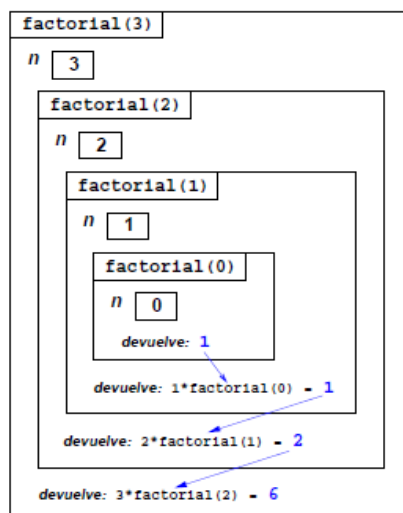 factorial(3)
n 3
factorial(2)
n 2
factorial(1)
n 1
factorial(0)
n 0
devuelve: 1
devuelve: 1*factorial(0) = 1
devuelve: 2*factorial(1) = 2
devuelve: 3*factorial(2) = 6